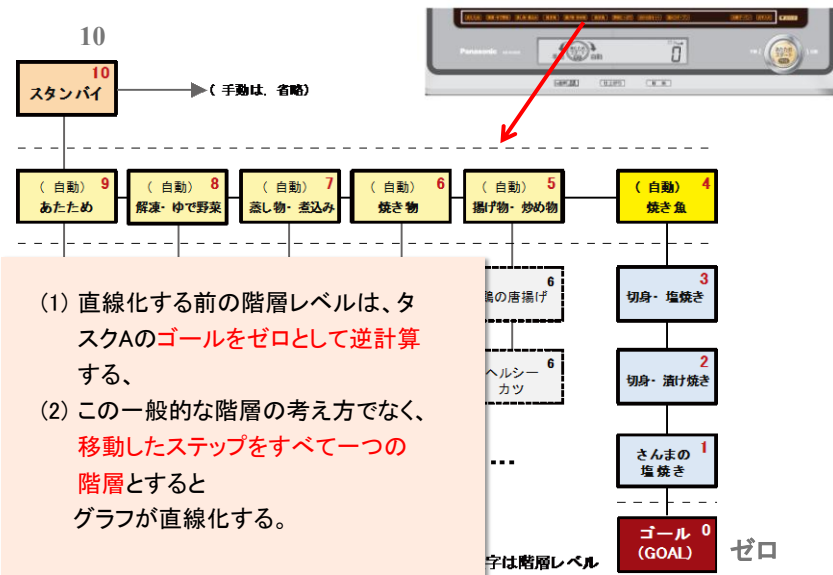 10
Panasonic
min
0
10
スタンバイ
( 手動は、省略)
( 自動) 9
あたため
( 自動) 8
解凍・ゆで野菜
( 自動) 7
蒸し物・煮込み
( 自動) 6
焼き物
( 自動) 5
揚げ物・炒め物
( 自動) 4
焼き魚
(1) 直線化する前の階層レベルは、タ
スクAのゴールをゼロとして逆計算
する、
(2) この一般的な階層の考え方でなく、
移動したステップをすべて一つの
階層とすると
グラフが直線化する。
6
鶏の唐揚げ
6
ヘルシー
カツ
...
3
切身・塩焼き
2
切身・漬け焼き
1
さんまの
塩焼き
ゴール 0
(GOAL)
ゼロ
字は階層レベル